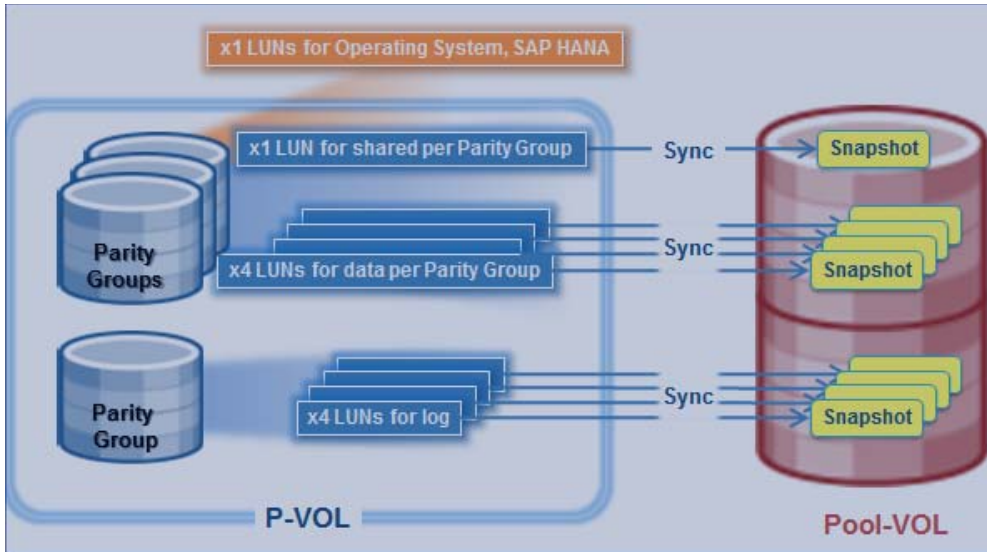 x1 LUNs for Operating System, SAP HANA
x1 LUN for shared per Parity Group
Sync
Snapshot
Parity
Groups
x4 LUNs for data per Parity Group
Sync
Snapshot
Parity
Group
x4 LUNs for log
Sync
Snapshot
P-VOL
Pool-VOL